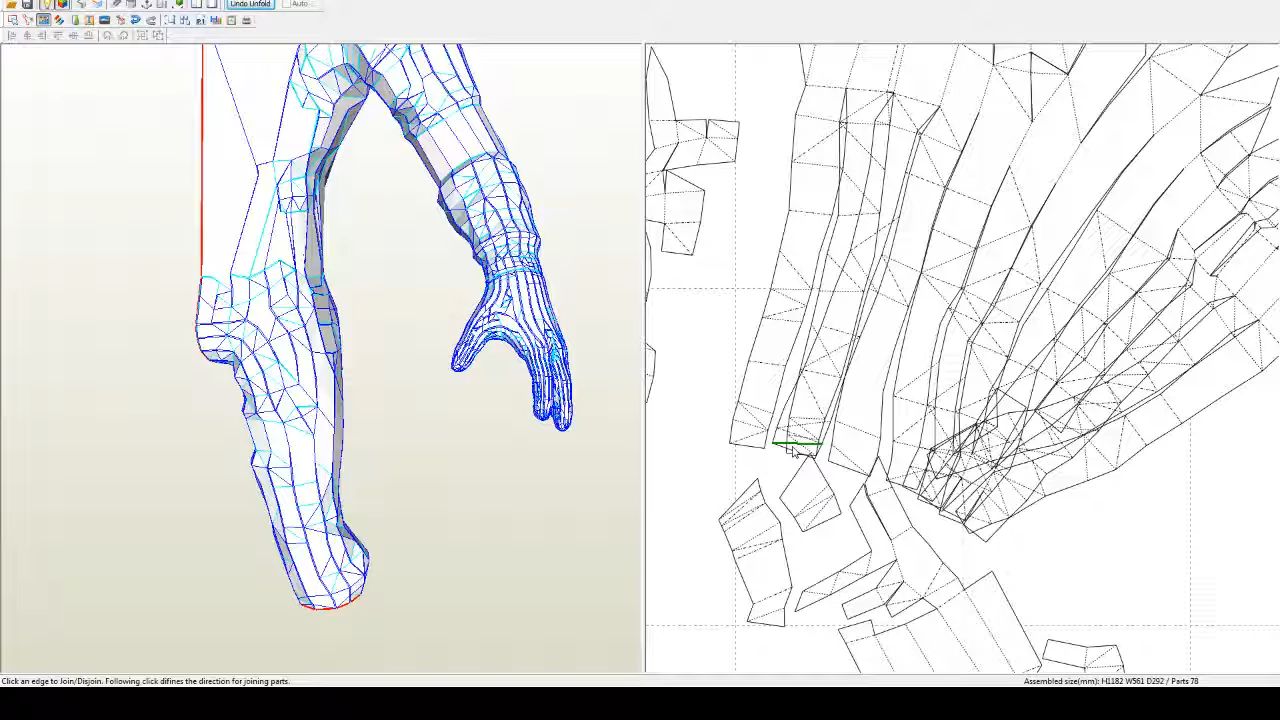 Undo Unfold
Auto
Click an edge to Join/Disjoin. Following click difines the direction for joining parts.
Assembled size(mm): H1182 W561 D292 / Parts 78